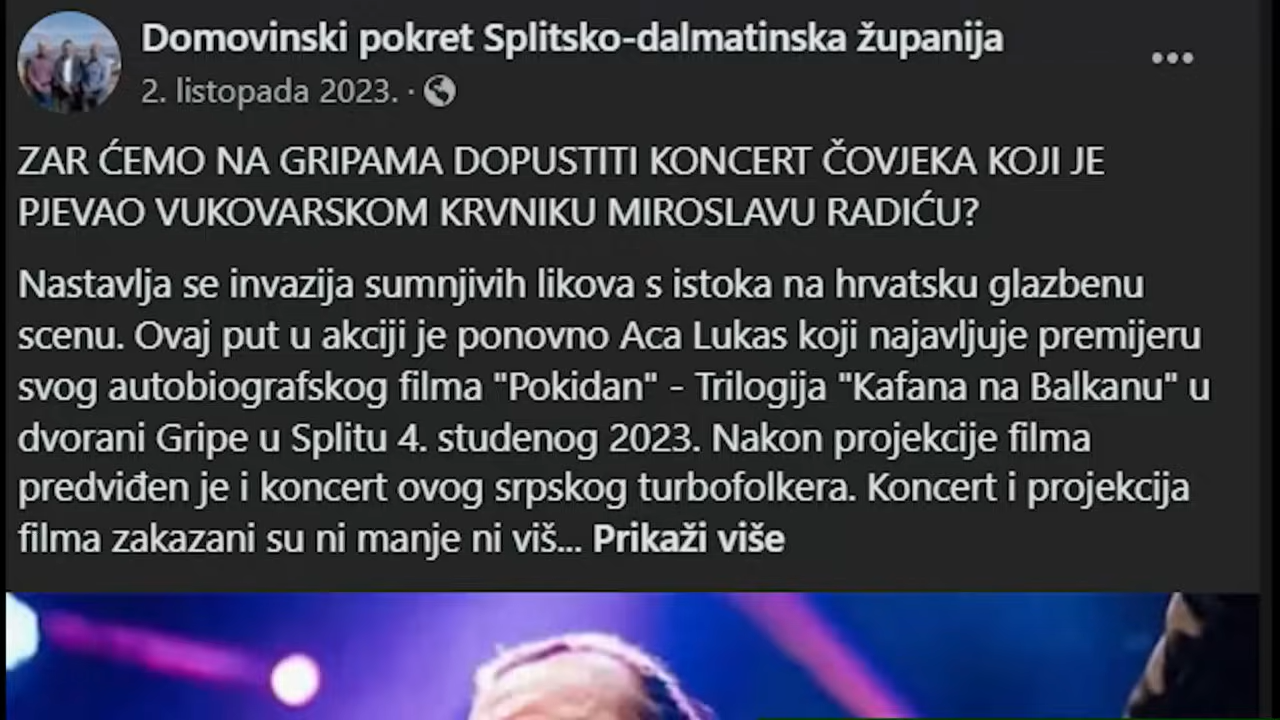 Domovinski pokret Splitsko-dalmatinska županija
2. listopada 2023. ·
ZAR ĆEMO NA GRIPAMA DOPUSTITI KONCERT ČOVJEKA KOJI JE
PJEVAO VUKOVARSKOM KRVNIKU MIROSLAVU RADIĆU?
Nastavlja se invazija sumnjivih likova s istoka na hrvatsku glazbenu
scenu. Ovaj put u akciji je ponovno Aca Lukas koji najavljuje premijeru
svog autobiografskog filma "Pokidan" - Trilogija "Kafana na Balkanu" u
dvorani Gripe u Splitu 4. studenog 2023. Nakon projekcije filma
predviđen je i koncert ovog srpskog turbofolkera. Koncert i projekcija
filma zakazani su ni manje ni viš... Prikaži više